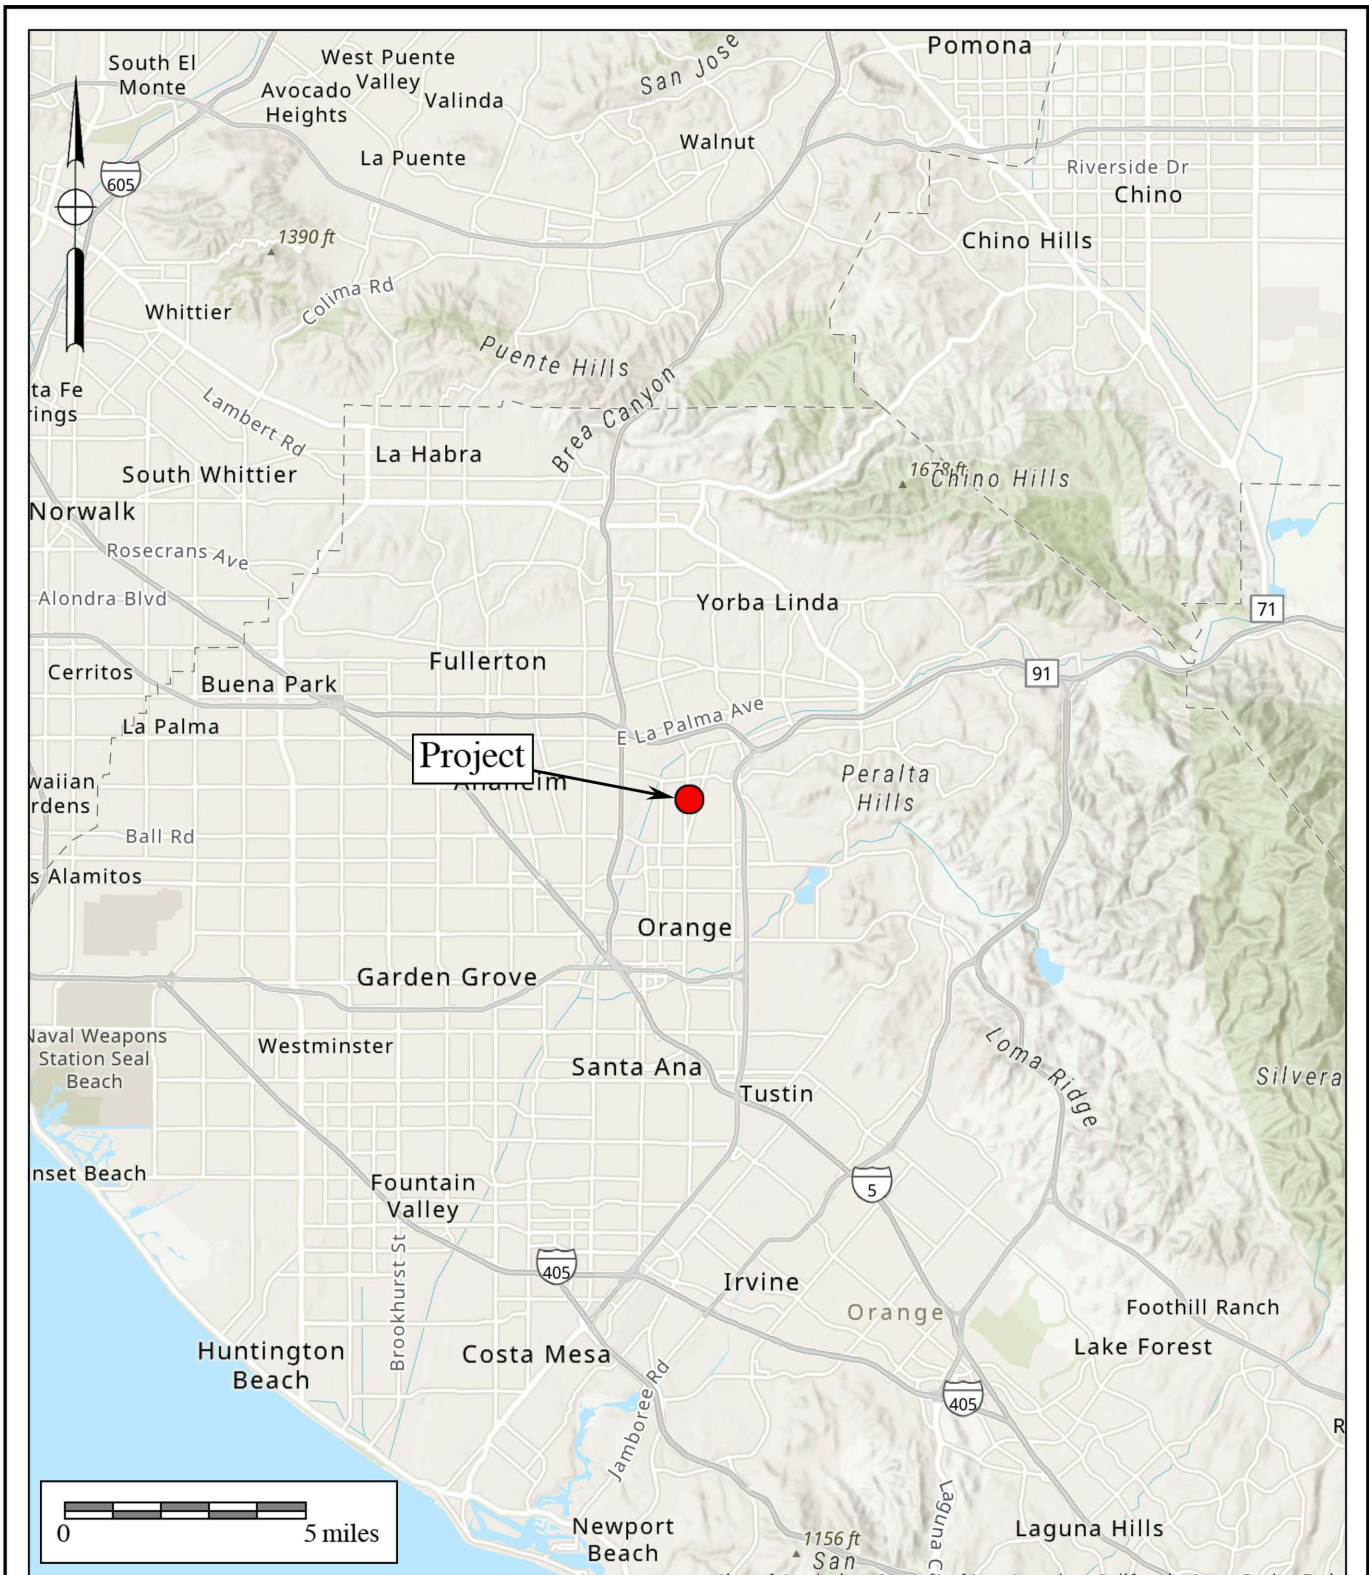 Pomona
South El
Monte
West Puente
Valley
San Jose
Avocado
Heights
Valinda
Walnut
La Puente
Riverside Dr
605
Chino
1390 ft
Chino Hills
Colima Rd
Whittier
Puente Hills
ta Fe
rings
Brea Canyon
Lambert Rd
La Habra
South Whittier
1678 ft
Chino Hills
Norwalk
Rosecrans Ave
Alondra Blvd
Yorba Linda
71
Fullerton
Cerritos
Buena Park
91
La Palma
E La Palma Ave
Project
Anaheim
waiian
rdens
Peralta
Hills
Ball Rd
s Alamitos
Orange
Garden Grove
Naval Weapons
Station Seal
Beach
Westminster
Loma Ridge
Santa Ana
Silvera
Tustin
nset Beach
Fountain
Valley
5
405
Irvine
Brookhurst St
Orange
Foothill Ranch
Huntington
Beach
Costa Mesa
Lake Forest
405
Jamboree Rd
R
0
5 miles
Newport
Beach
1156 ft
San
Laguna C
Laguna Hills